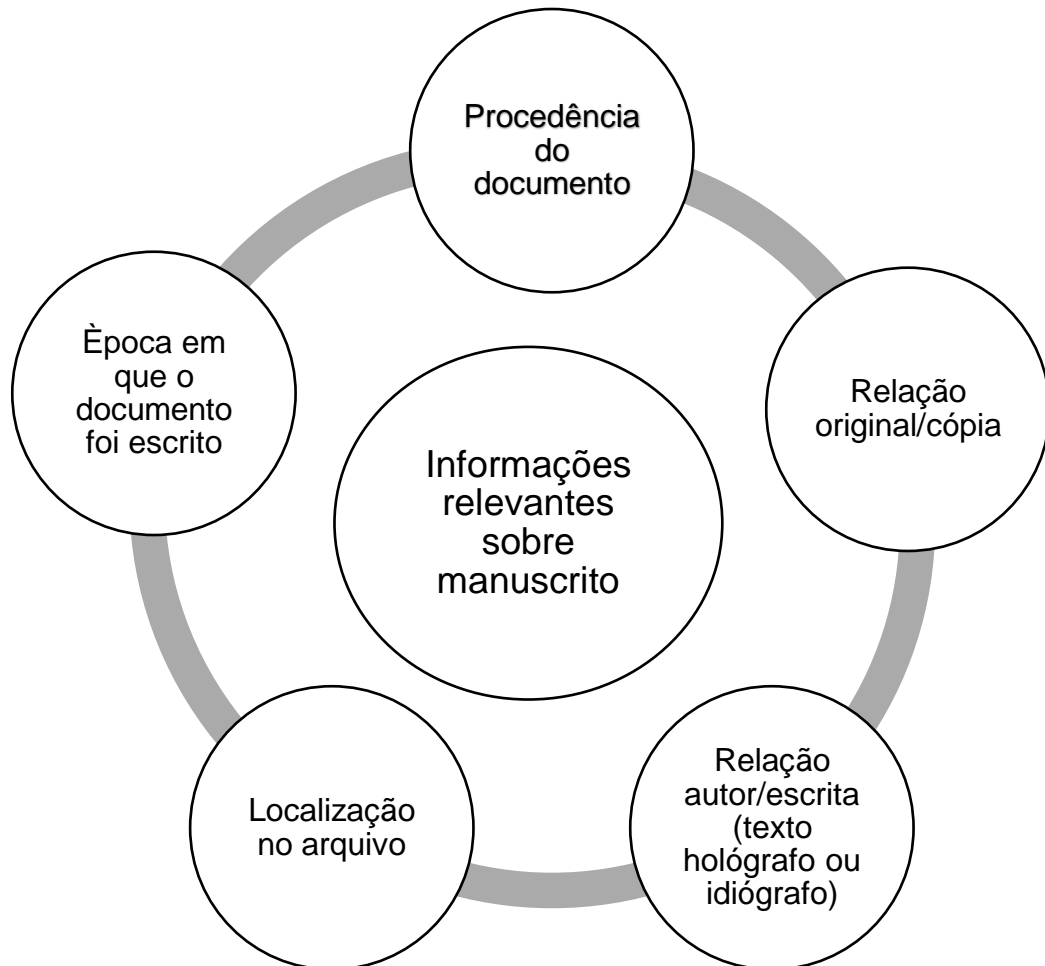 Procedência
do
documento
Relação
original/cópia
Relação
autor/escrita
(texto
hológrafo ou
idiógrafo)
Localização
no arquivo
Època em
que o
documento
foi escrito
Informações
relevantes
sobre
manuscrito